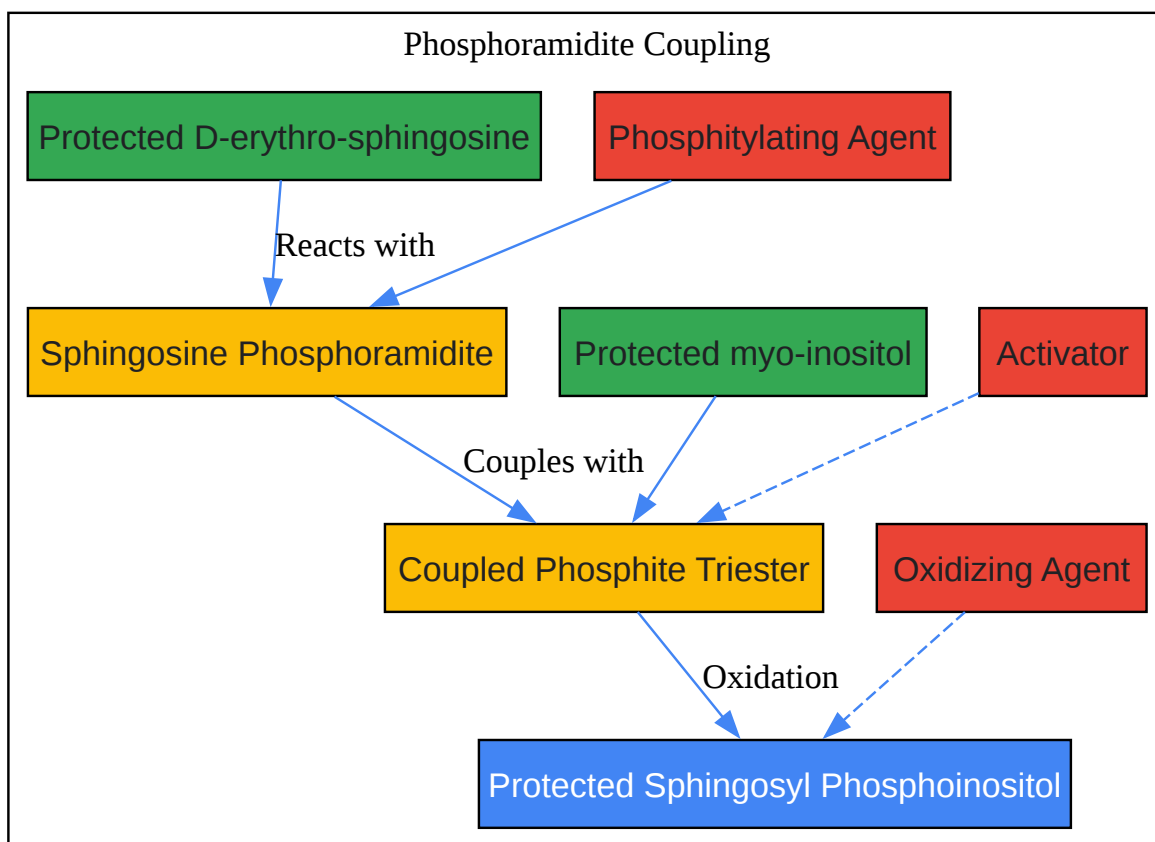 Phosphoramidite Coupling
Protected D-erythro-sphingosine
Phosphitylating Agent
Reacts with
Sphingosine Phosphoramidite
Protected myo-inositol
Activator
Couples with
Coupled Phosphite Triester
Oxidizing Agent
Oxidation
Protected Sphingosyl Phosphoinositol